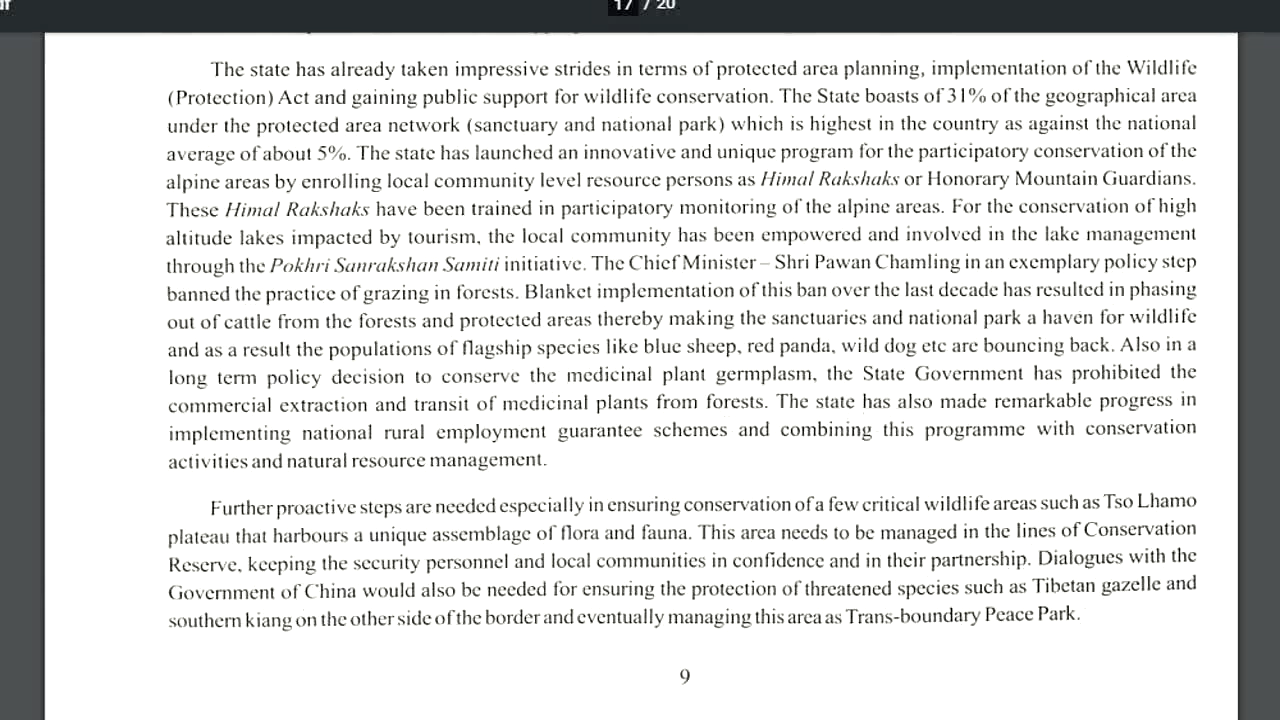 17 / 20
The state has already taken impressive strides in terms of protected area planning, implementation of the Wildlife
(Protection) Act and gaining public support for wildlife conservation. The State boasts of 31% of the geographical area
under the protected area network (sanctuary and national park) which is highest in the country as against the national
average of about 5%. The state has launched an innovative and unique program for the participatory conservation of the
alpine areas by enrolling local community level resource persons as Himal Rakshaks or Honorary Mountain Guardians.
These Himal Rakshaks have been trained in participatory monitoring of the alpine areas. For the conservation of high
altitude lakes impacted by tourism, the local community has been empowered and involved in the lake management
through the Pokhri Sanrakshan Samiti initiative. The Chief Minister – Shri Pawan Chamling in an exemplary policy step
banned the practice of grazing in forests. Blanket implementation of this ban over the last decade has resulted in phasing
out of cattle from the forests and protected areas thereby making the sanctuaries and national park a haven for wildlife
and as a result the populations of flagship species like blue sheep, red panda, wild dog etc are bouncing back. Also in a
long term policy decision to conserve the medicinal plant germplasm, the State Government has prohibited the
commercial extraction and transit of medicinal plants from forests. The state has also made remarkable progress in
implementing national rural employment guarantee schemes and combining this programme with conservation
activities and natural resource management.
Further proactive steps are needed especially in ensuring conservation of a few critical wildlife areas such as Tso Lhamo
plateau that harbours a unique assemblage of flora and fauna. This area needs to be managed in the lines of Conservation
Reserve, keeping the security personnel and local communities in confidence and in their partnership. Dialogues with the
Government of China would also be needed for ensuring the protection of threatened species such as Tibetan gazelle and
southern kiang on the other side of the border and eventually managing this area as Trans-boundary Peace Park.
9